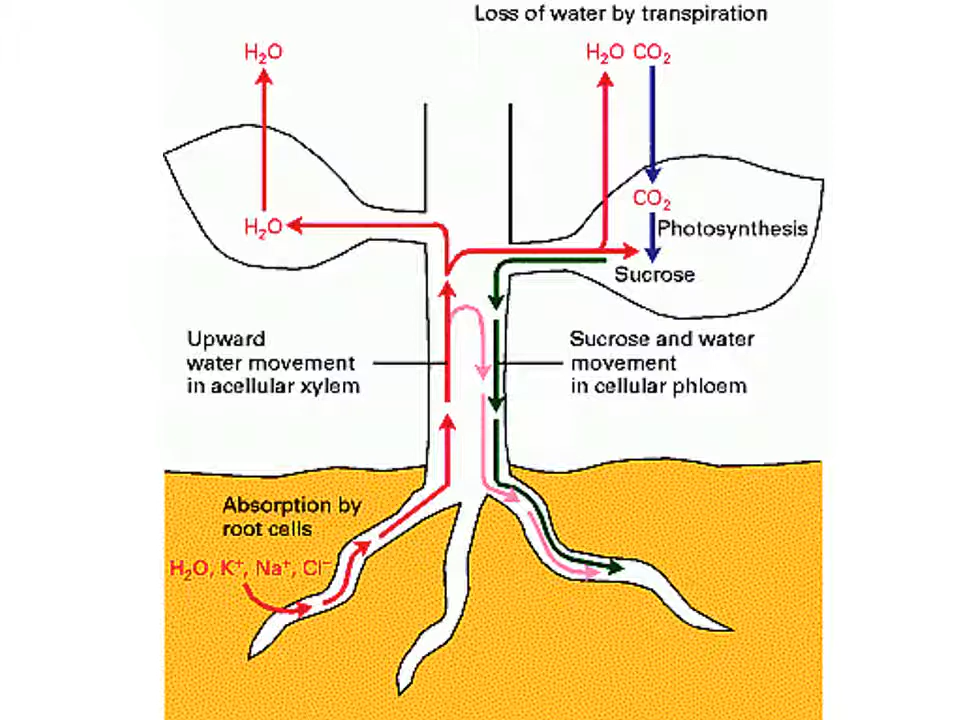 Loss of water by transpiration
H₂O
H₂O CO₂
CO₂
H₂O
Photosynthesis
Sucrose
Upward
water movement
in acellular xylem
Sucrose and water
movement
in cellular phloem
Absorption by
root cells
H₂O, K⁺, Na⁺, Cl⁻